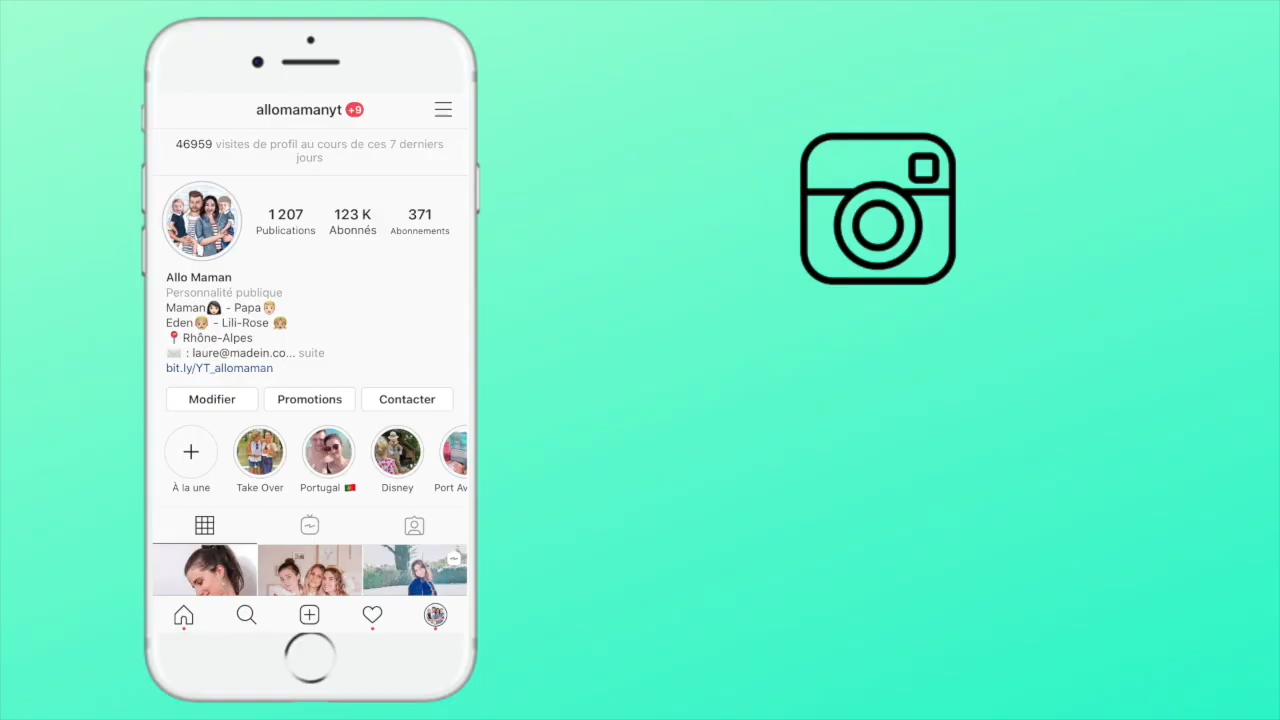 allomamanyt +9
46959 visites de profil au cours de ces 7 derniers
jours
1 207 123 K 371
Publications Abonnés Abonnements
Allo Maman
Personnalité publique
Maman👩🏻 - Papa👨🏼
Eden👦🏼 - Lili-Rose 👧🏼
📍Rhône-Alpes
✉️ : laure@madein.co... suite
bit.ly/YT_allomaman
Modifier Promotions Contacter
À la une Take Over Portugal 🇵🇹 Disney Port Av